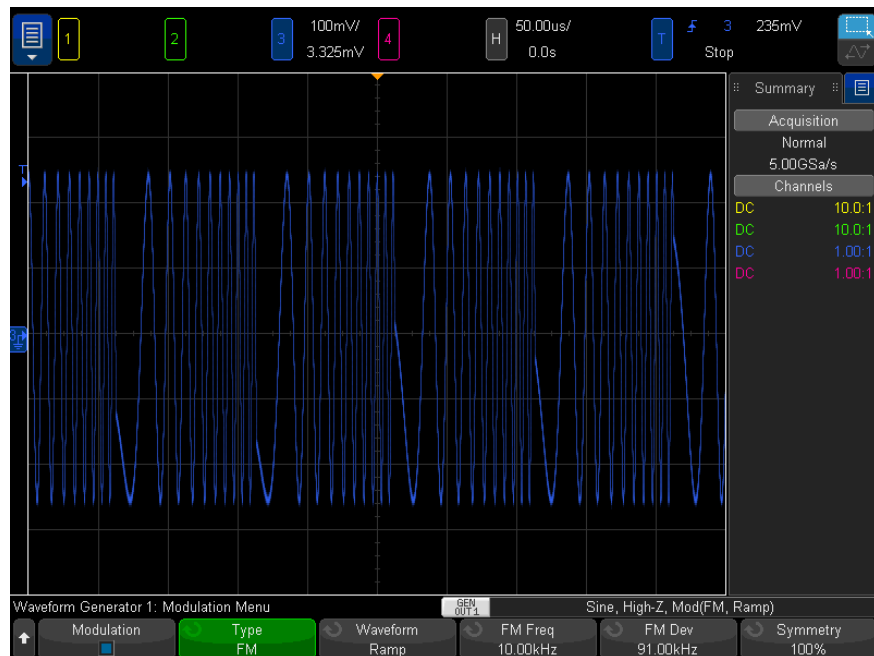 1 2 3 100mV/ 3.325mV 4 H 50.00us/ 0.0s T 3 235mV Stop
Summary
Acquisition
Normal
5.00GSa/s
Channels
DC 10.0:1
DC 10.0:1
DC 1.00:1
DC 1.00:1
T
3
Waveform Generator 1: Modulation Menu GEN OUT1 Sine, High-Z, Mod(FM, Ramp)
Modulation Type Waveform FM Freq FM Dev Symmetry
FM Ramp 10.00kHz 91.00kHz 100%